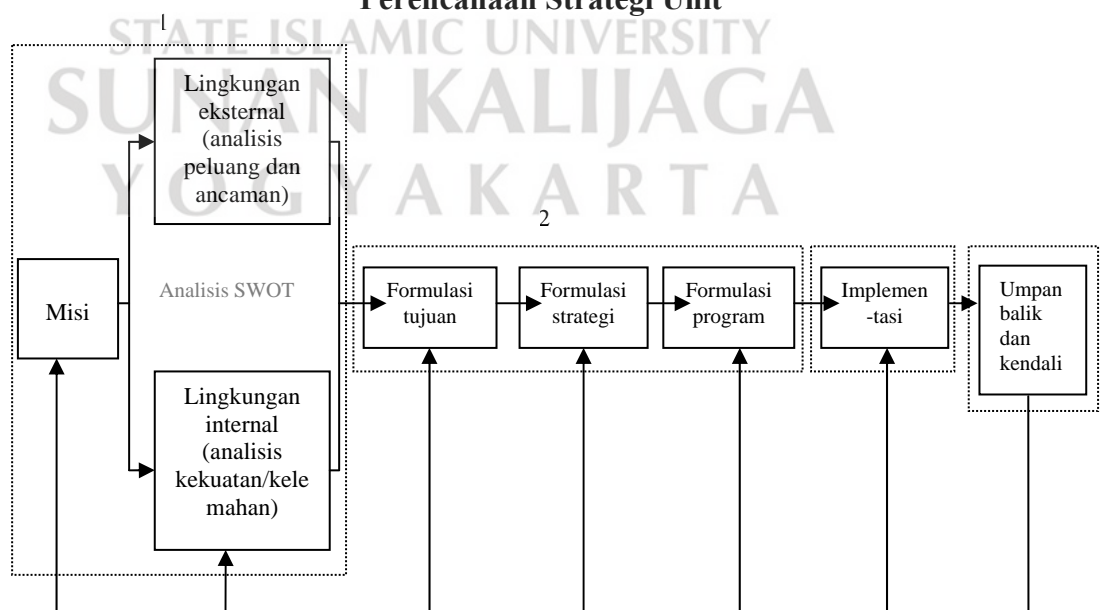 Perencanaan Strategi Unit
1
STATE ISLAMIC UNIVERSITY
SUNAN KALIJAGA
YOGYAKARTA
Lingkungan
eksternal
(analisis
peluang dan
ancaman)
2
Misi
Analisis SWOT
Formulasi
tujuan
Formulasi
strategi
Formulasi
program
Implemen
-tasi
Umpan
balik
dan
kendali
Lingkungan
internal
(analisis
kekuatan/kele
mahan)